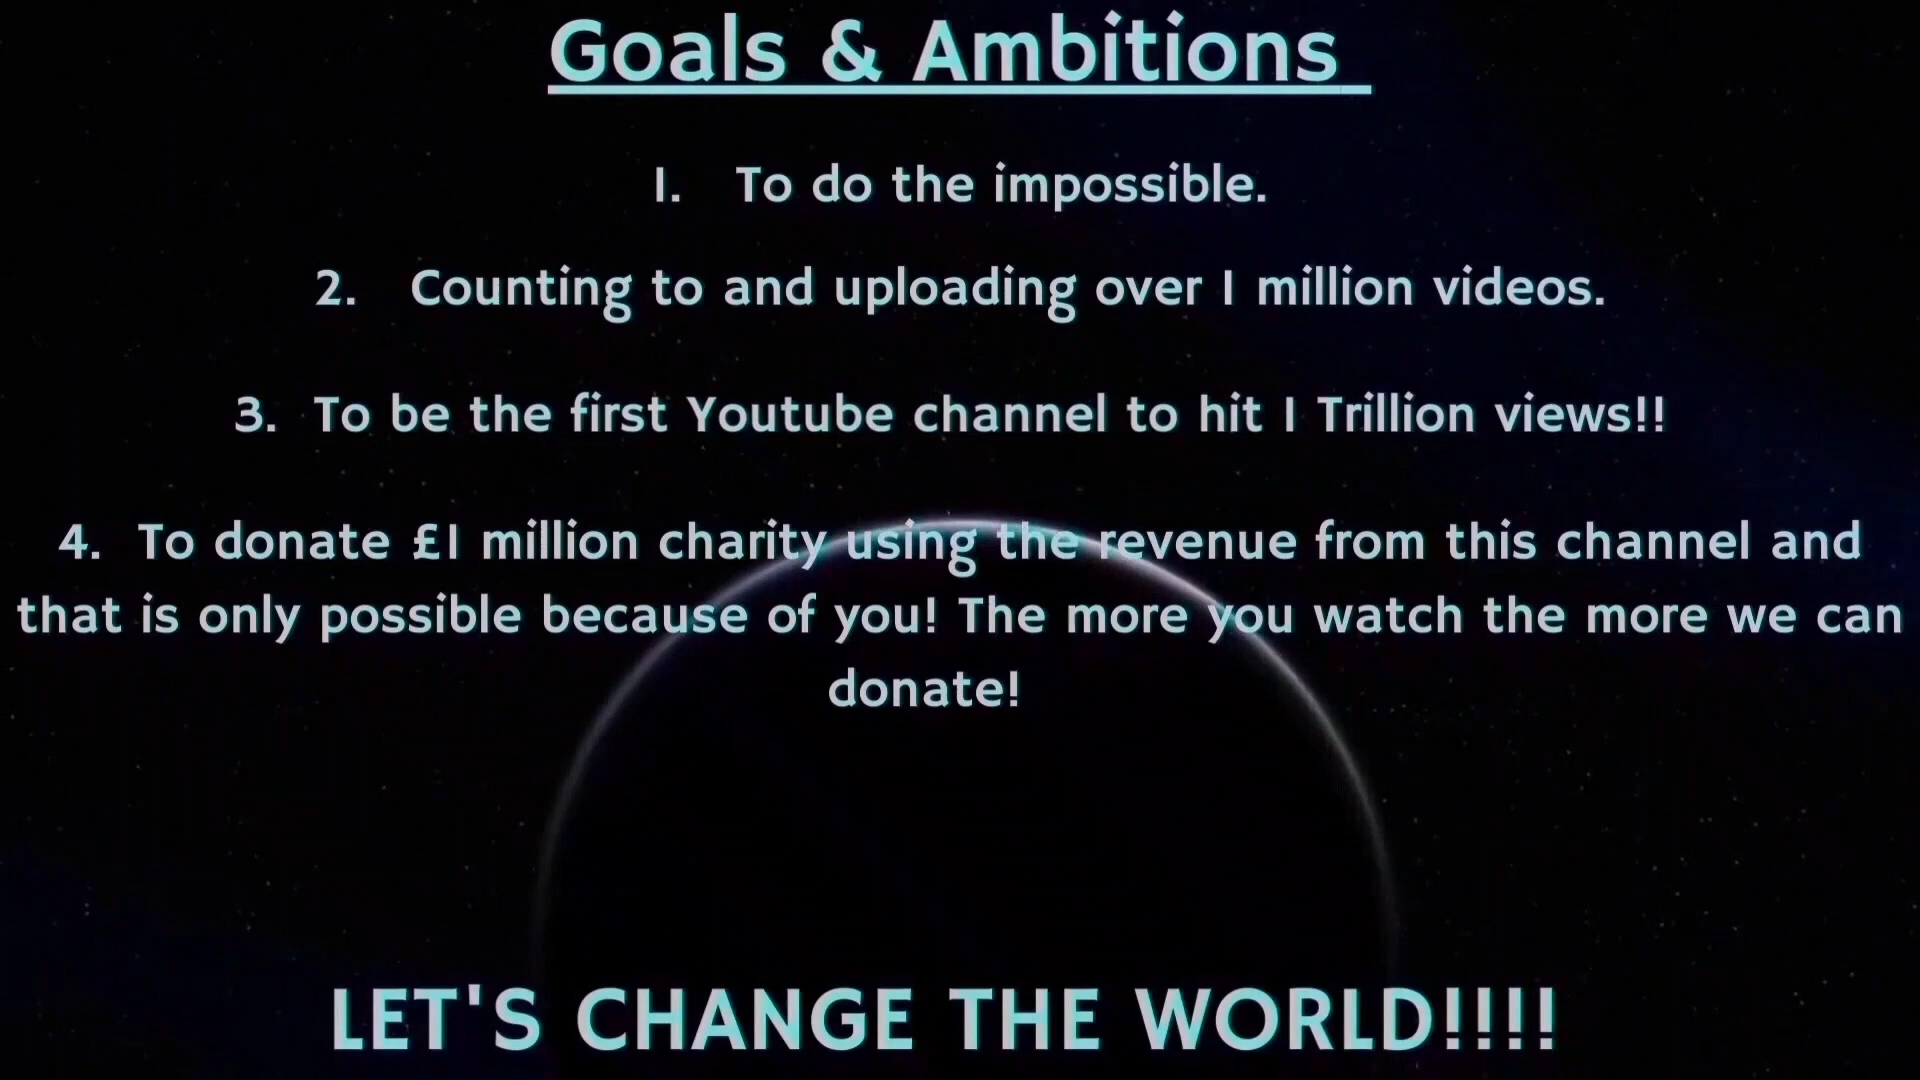 Goals & Ambitions
1. To do the impossible.
2. Counting to and uploading over 1 million videos.
3. To be the first Youtube channel to hit 1 Trillion views!!
4. To donate £1 million charity using the revenue from this channel and
that is only possible because of you! The more you watch the more we can
donate!
LET'S CHANGE THE WORLD!!!!